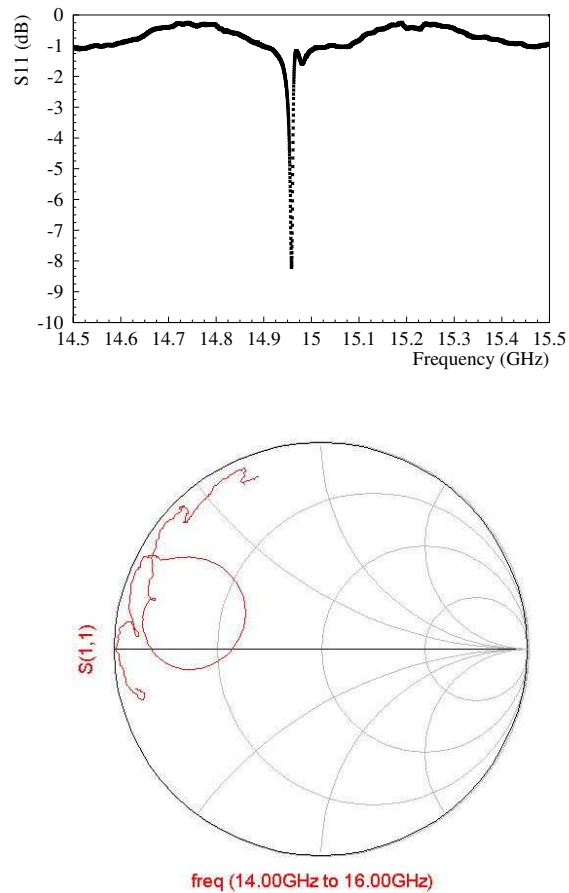 S11 (dB)
0
-1
-2
-3
-4
-5
-6
-7
-8
-9
-10
14.5 14.6 14.7 14.8 14.9 15 15.1 15.2 15.3 15.4 15.5
Frequency (GHz)
S(1,1)
freq (14.00GHz to 16.00GHz)